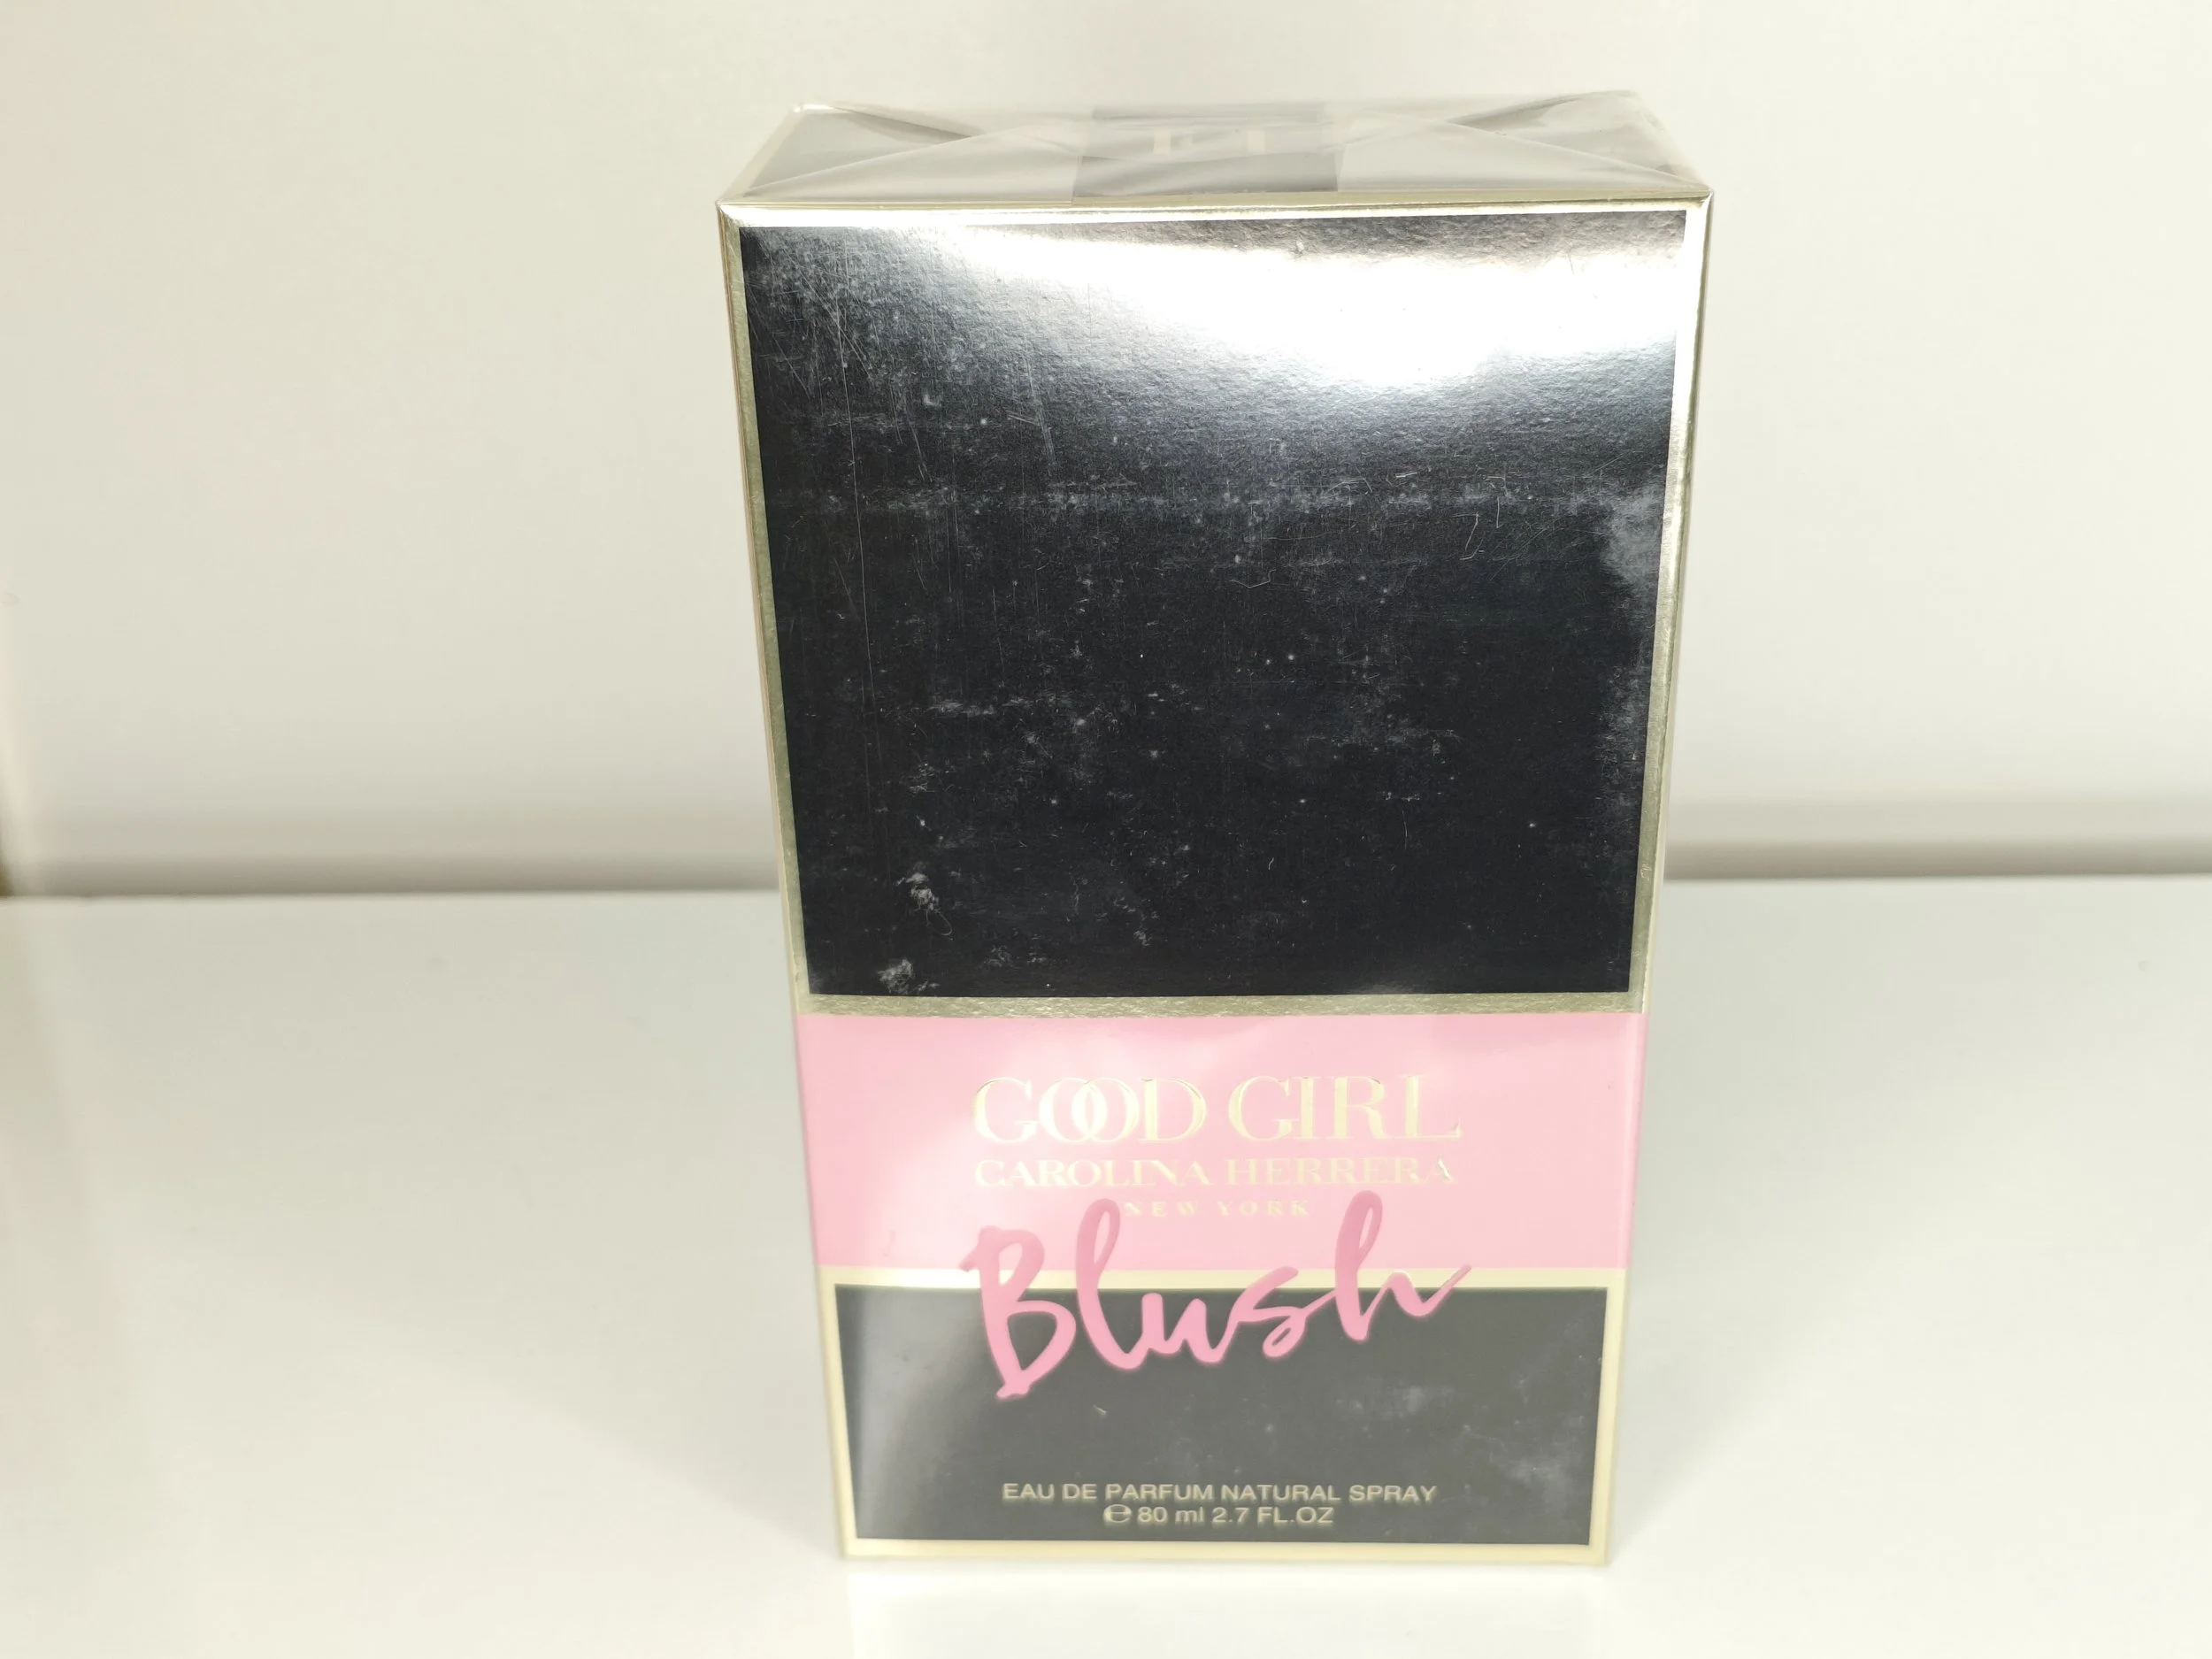 GOOD GIRL
CAROLINA HERRERA
NEW YORK
Blush
EAU DE PARFUM NATURAL SPRAY
℮ 80 ml 2.7 FL.OZ